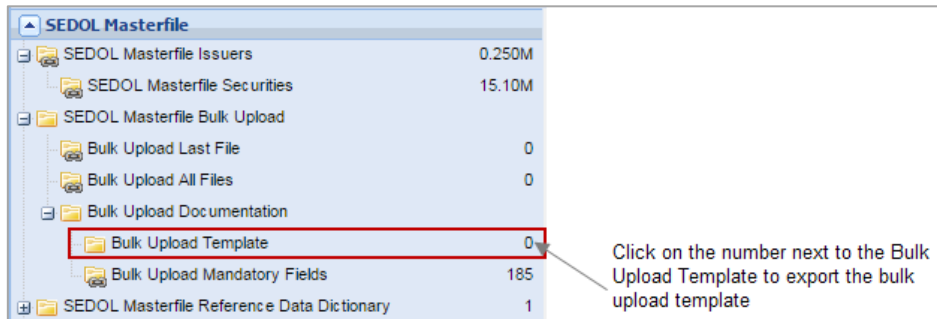 SEDOL Masterfile
SEDOL Masterfile Issuers 0.250M
SEDOL Masterfile Securities 15.10M
SEDOL Masterfile Bulk Upload
Bulk Upload Last File 0
Bulk Upload All Files 0
Bulk Upload Documentation
Bulk Upload Template 0
Bulk Upload Mandatory Fields 185
SEDOL Masterfile Reference Data Dictionary 1
Click on the number next to the Bulk
Upload Template to export the bulk
upload template